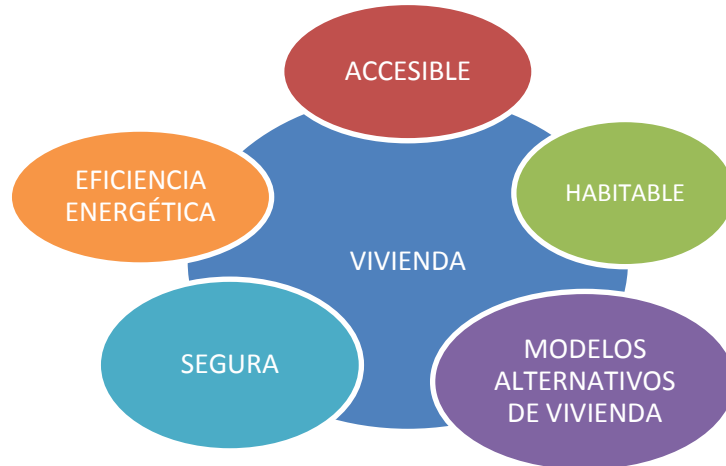 ACCESIBLE
EFICIENCIA
ENERGÉTICA
HABITABLE
VIVIENDA
SEGURA
MODELOS
ALTERNATIVOS
DE VIVIENDA